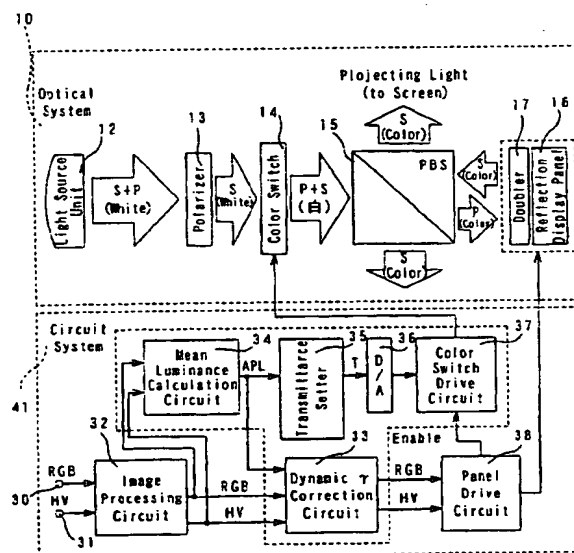 10
Optical System
12
Light Source Unit
S+P
(White)
13
Polarizer
S
(White)
14
Color Switch
P+S
(白)
Plojecting Light
(to Screen)
S
(Color)
15
PBS
S
(Color)
S
(Color)
P
(Color)
17
Doubler
16
Reflection Display Panel
Circuit System
41
34
Mean Luminance Calculation Circuit
APL
35
Transmittance Setter
T
36
D/A
37
Color Switch Drive Circuit
Enable
30
RGB
HV
31
32
Image Processing Circuit
RGB
HV
33
Dynamic γ Correction Circuit
RGB
HV
38
Panel Drive Circuit